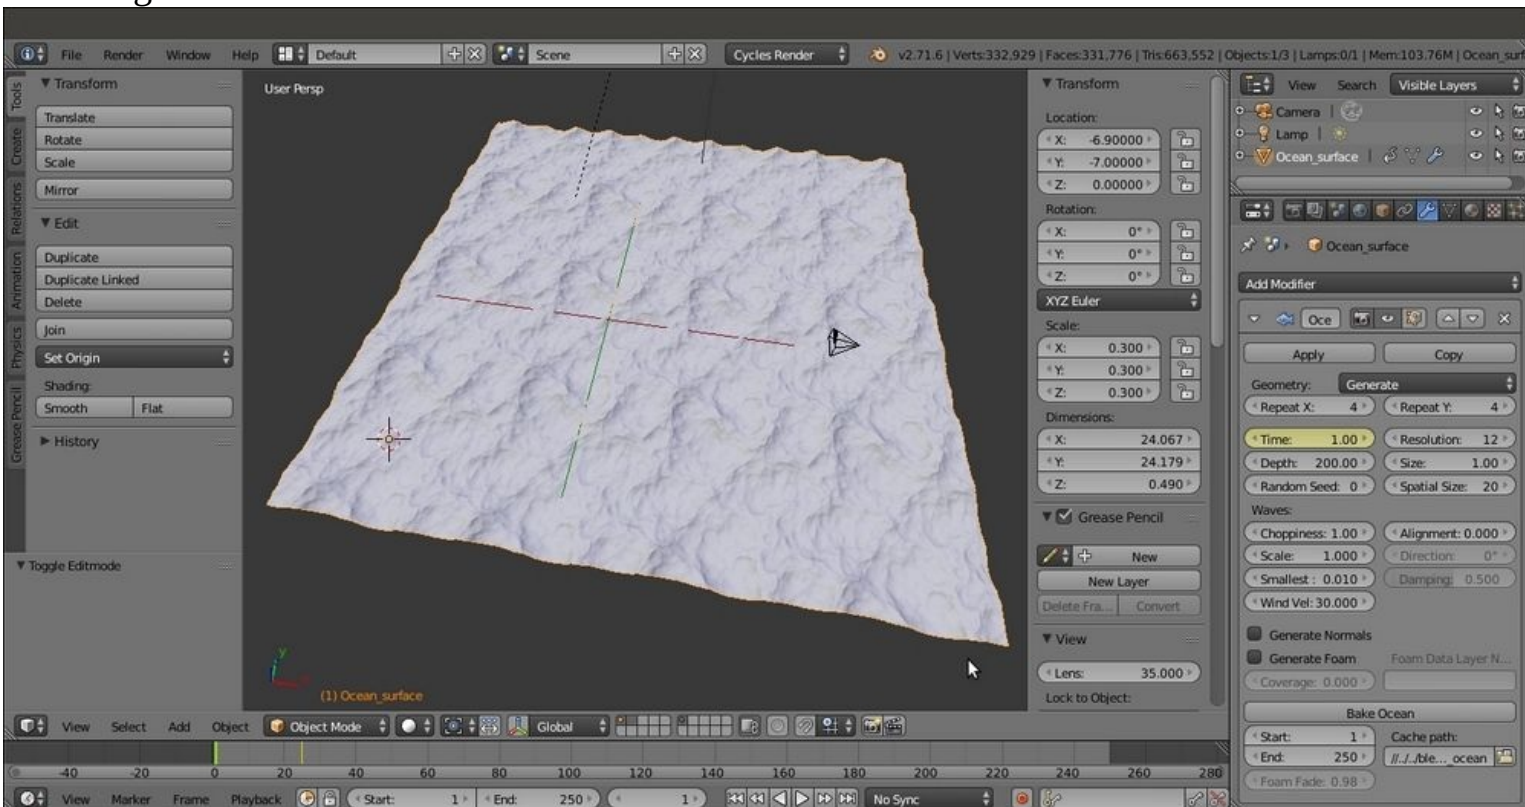 File Render Window Help Default Scene Cycles Render v2.71.6 | Verts:332,929 | Faces:331,776 | Tris:663,552 | Objects:1/3 | Lamps:0/1 | Mem:103.76M | Ocean_surf
Tools
Create
Relations
Animation
Physics
Grease Pencil
Transform
Translate
Rotate
Scale
Mirror
Edit
Duplicate
Duplicate Linked
Delete
Join
Set Origin
Shading:
Smooth Flat
History
Toggle Editmode
User Persp
y
(1) Ocean_surface
Transform
Location:
X: -6.90000
Y: -7.00000
Z: 0.00000
Rotation:
X: 0°
Y: 0°
Z: 0°
XYZ Euler
Scale:
X: 0.300
Y: 0.300
Z: 0.300
Dimensions:
X: 24.067
Y: 24.179
Z: 0.490
Grease Pencil
New
New Layer
Delete Fra... Convert
View
Lens: 35.000
Lock to Object:
View Search Visible Layers
Camera
Lamp
Ocean_surface
Ocean_surface
Add Modifier
Oce
Apply Copy
Geometry: Generate
Repeat X: 4 Repeat Y: 4
Time: 1.00 Resolution: 12
Depth: 200.00 Size: 1.00
Random Seed: 0 Spatial Size: 20
Waves:
Choppiness: 1.00 Alignment: 0.000
Scale: 1.000 Direction: 0°
Smallest : 0.010 Damping: 0.500
Wind Vel: 30.000
Generate Normals
Generate Foam Foam Data Layer N...
Coverage: 0.000
Bake Ocean
Start: 1 Cache path:
End: 250 //../../ble..._ocean
Foam Fade: 0.98
View Select Add Object Object Mode Global
-40 -20 0 20 40 60 80 100 120 140 160 180 200 220 240 260 280
View Marker Frame Playback Start: 1 End: 250 1 No Sync